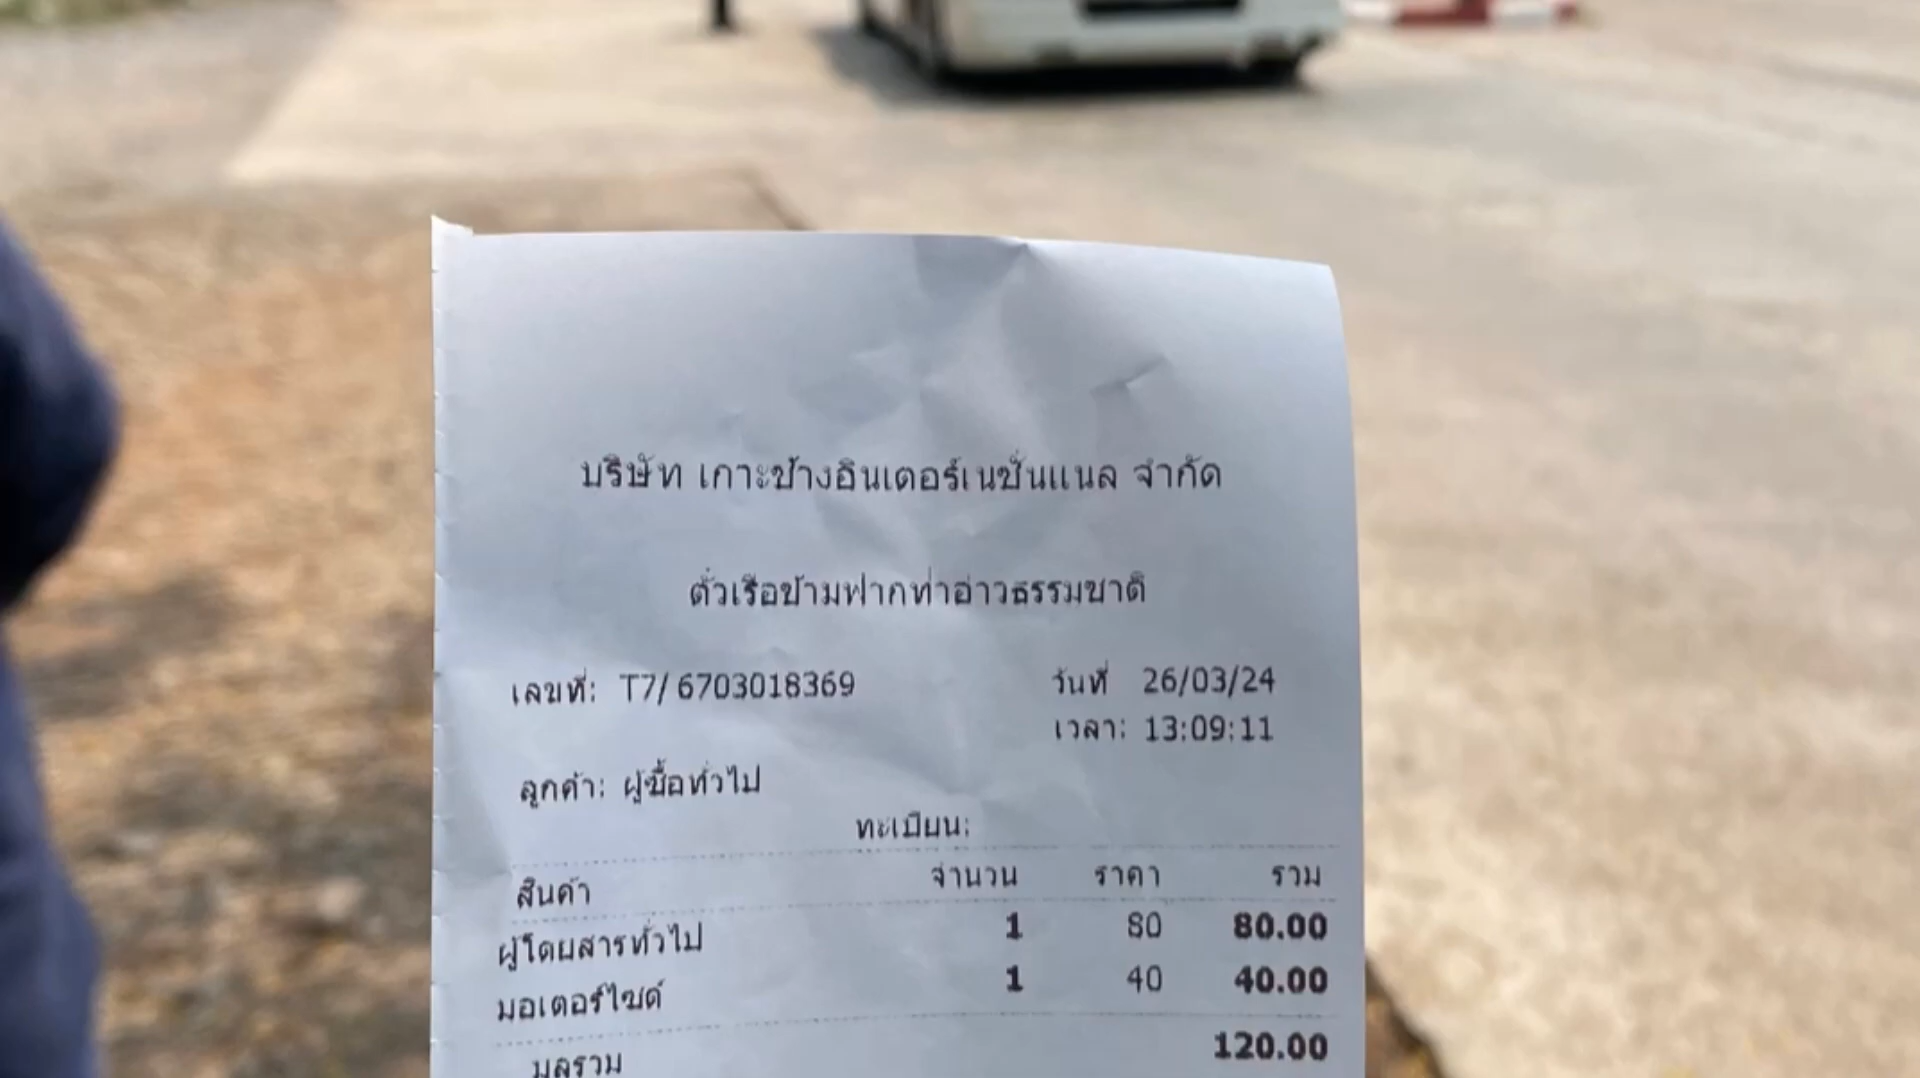 บริษัท เกาะช้างอินเตอร์เนชั่นแนล จำกัด
ตั๋วเรือข้ามฟากท่าอ่าวธรรมชาติ
เลขที่: T7/6703018369 วันที่ 26/03/24
เวลา: 13:09:11
ลูกค้า: ผู้ซื้อทั่วไป
ทะเบียน:
สินค้า จำนวน ราคา รวม
ผู้โดยสารทั่วไป 1 80 80.00
มอเตอร์ไซด์ 1 40 40.00
มูลรวม 120.00